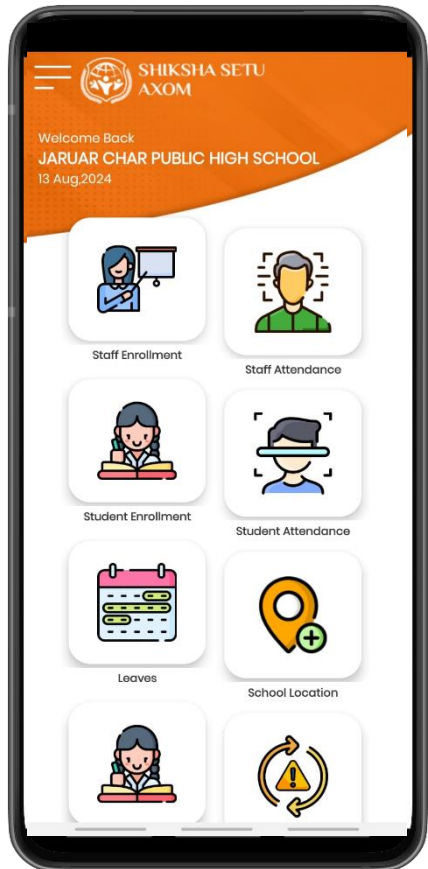 SHIKSHA SETU
AXOM
Welcome Back
JARUAR CHAR PUBLIC HIGH SCHOOL
13 Aug,2024
Staff Enrollment
Staff Attendance
Student Enrollment
Student Attendance
Leaves
School Location